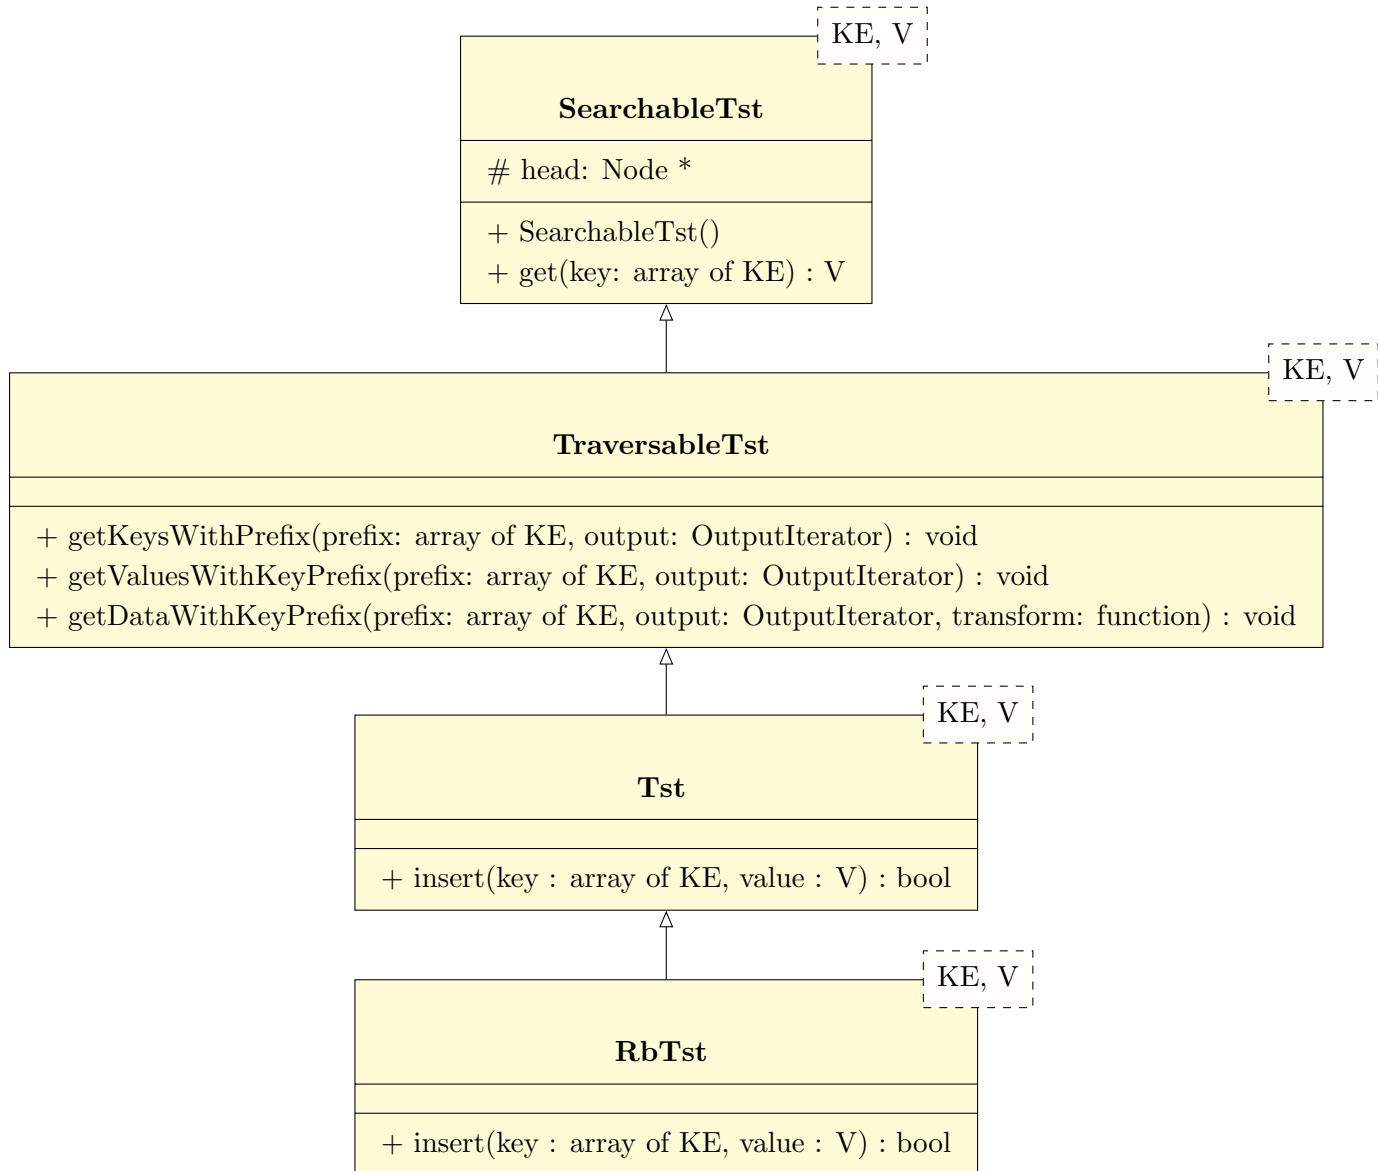 KE, V
SearchableTst
# head: Node *
+ SearchableTst()
+ get(key: array of KE) : V
KE, V
TraversableTst
+ getKeysWithPrefix(prefix: array of KE, output: OutputIterator) : void
+ getValuesWithKeyPrefix(prefix: array of KE, output: OutputIterator) : void
+ getDataWithKeyPrefix(prefix: array of KE, output: OutputIterator, transform: function) : void
KE, V
Tst
+ insert(key : array of KE, value : V) : bool
KE, V
RbTst
+ insert(key : array of KE, value : V) : bool